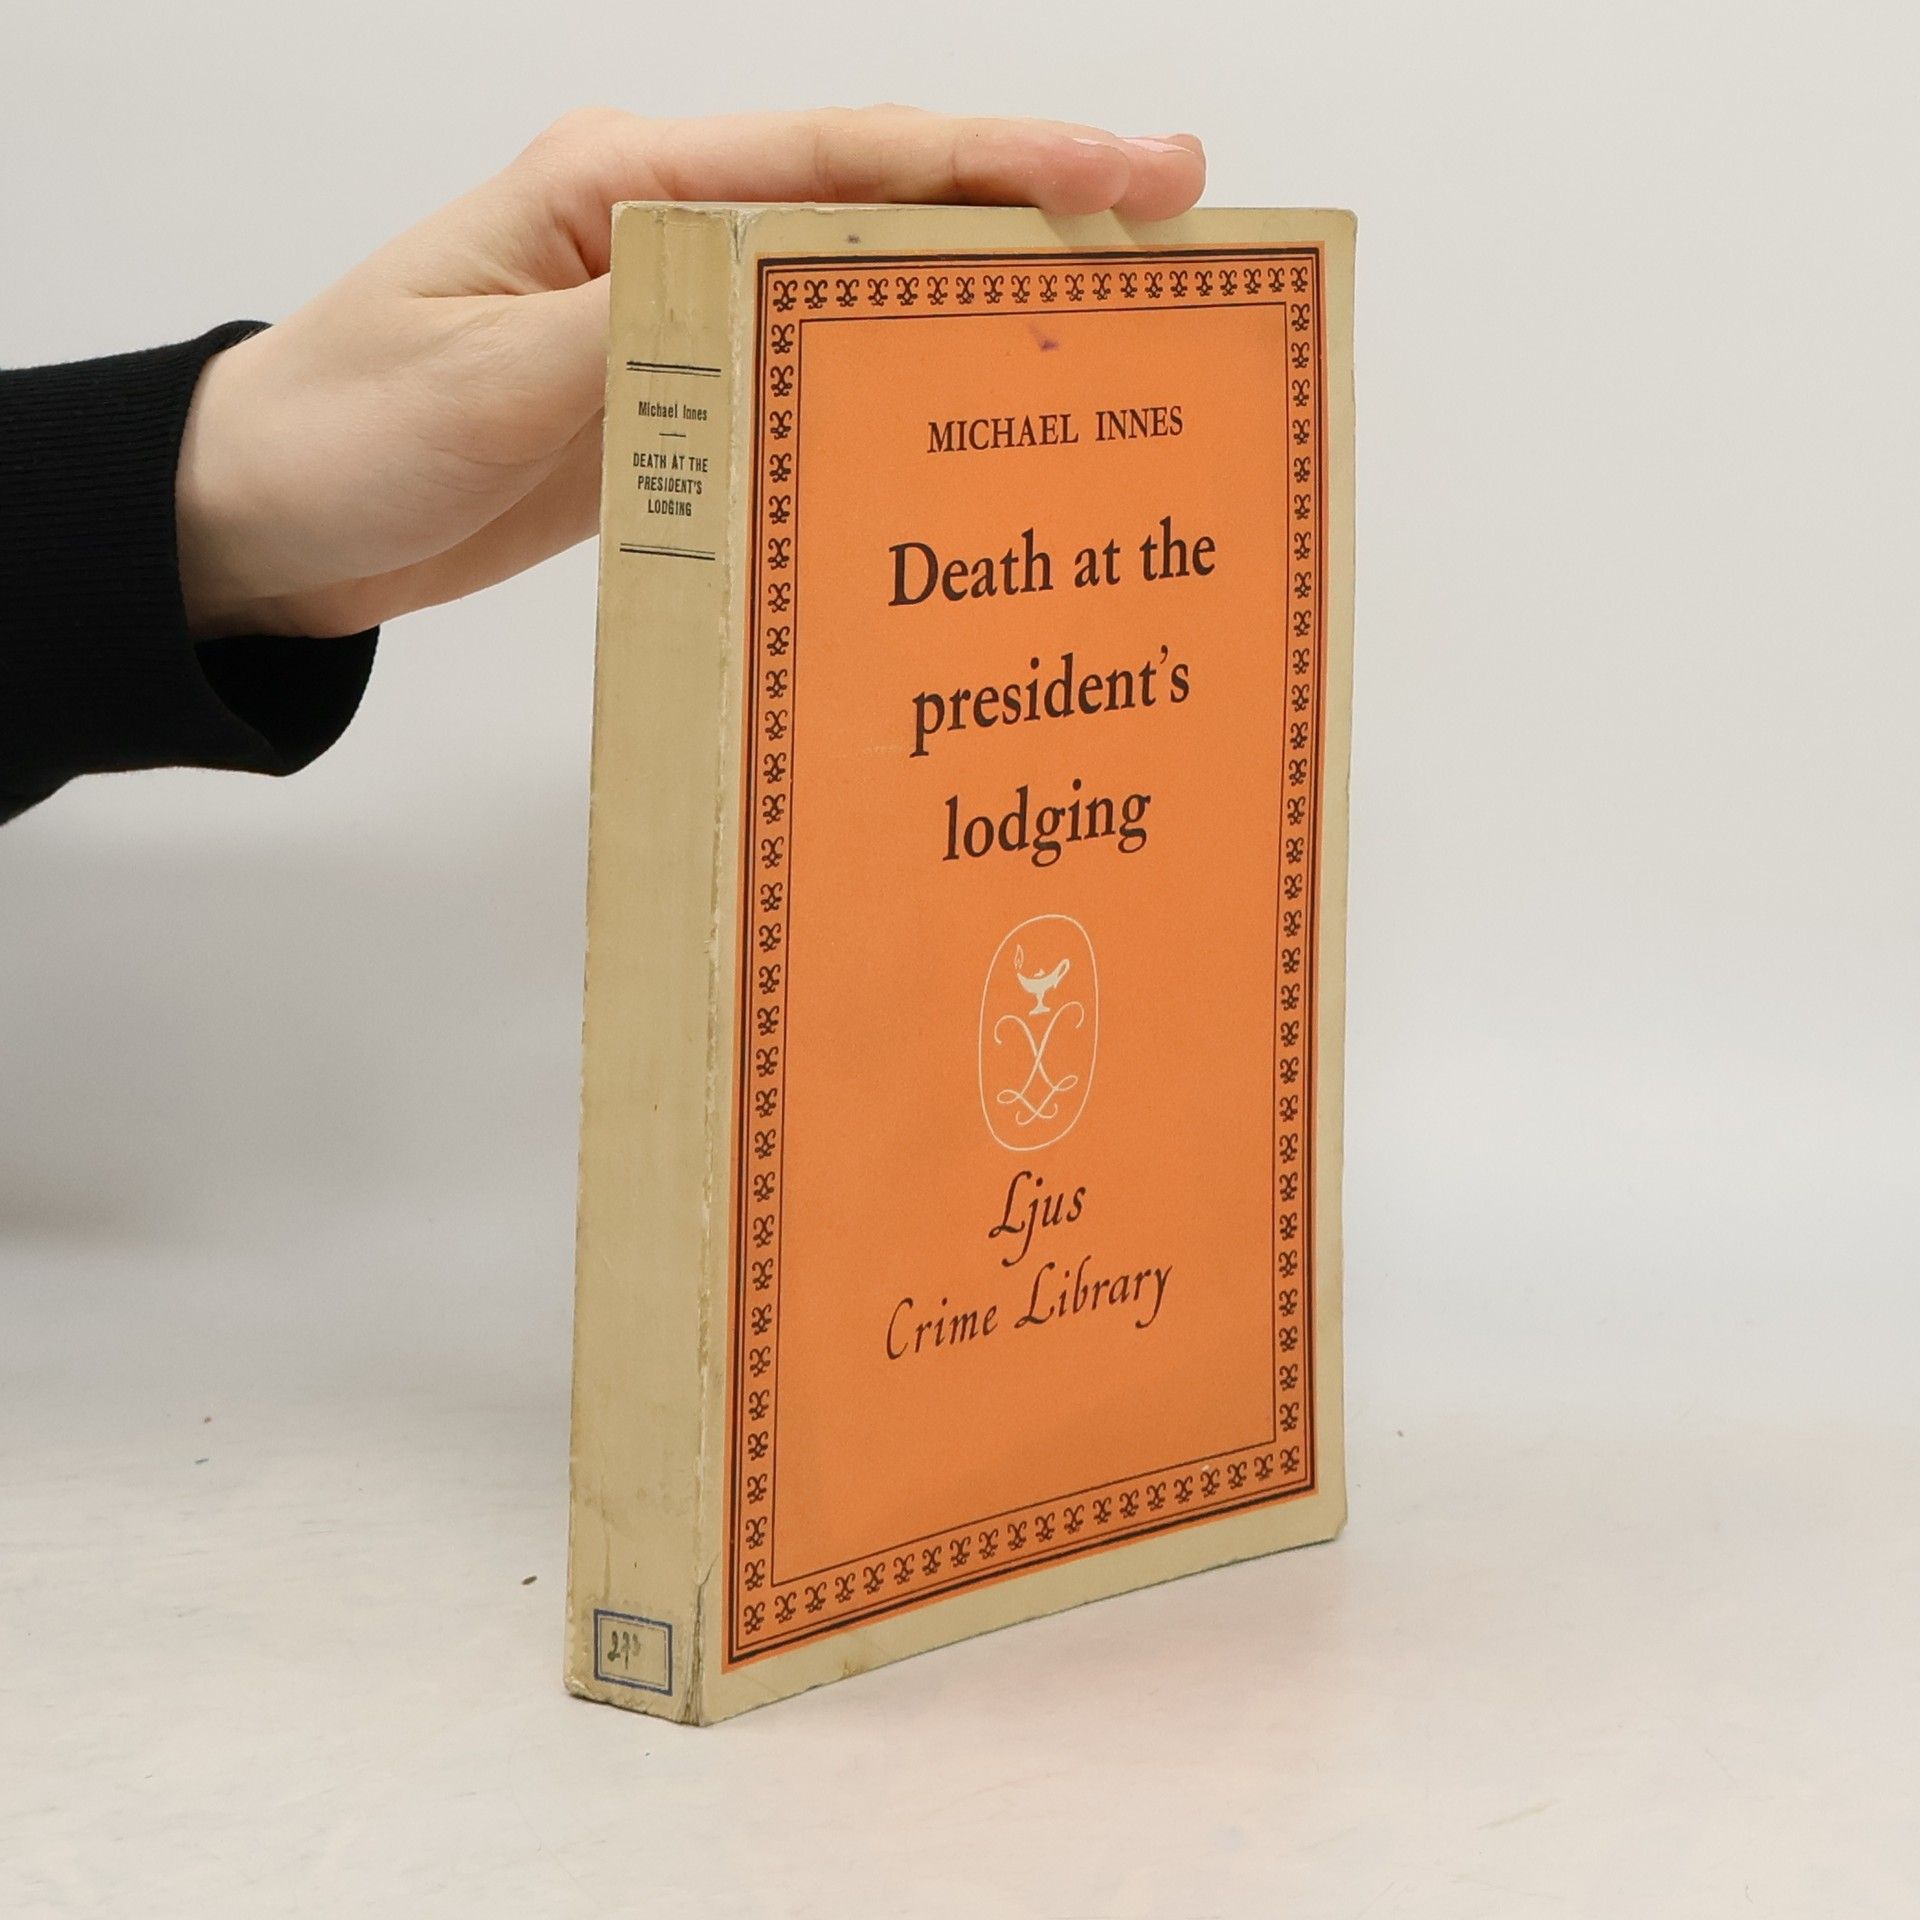 Michael Innes
DEATH AT THE
PRESIDENT'S
LODGING
MICHAEL INNES
Death at the
president's
lodging
Ljus
Crime Library